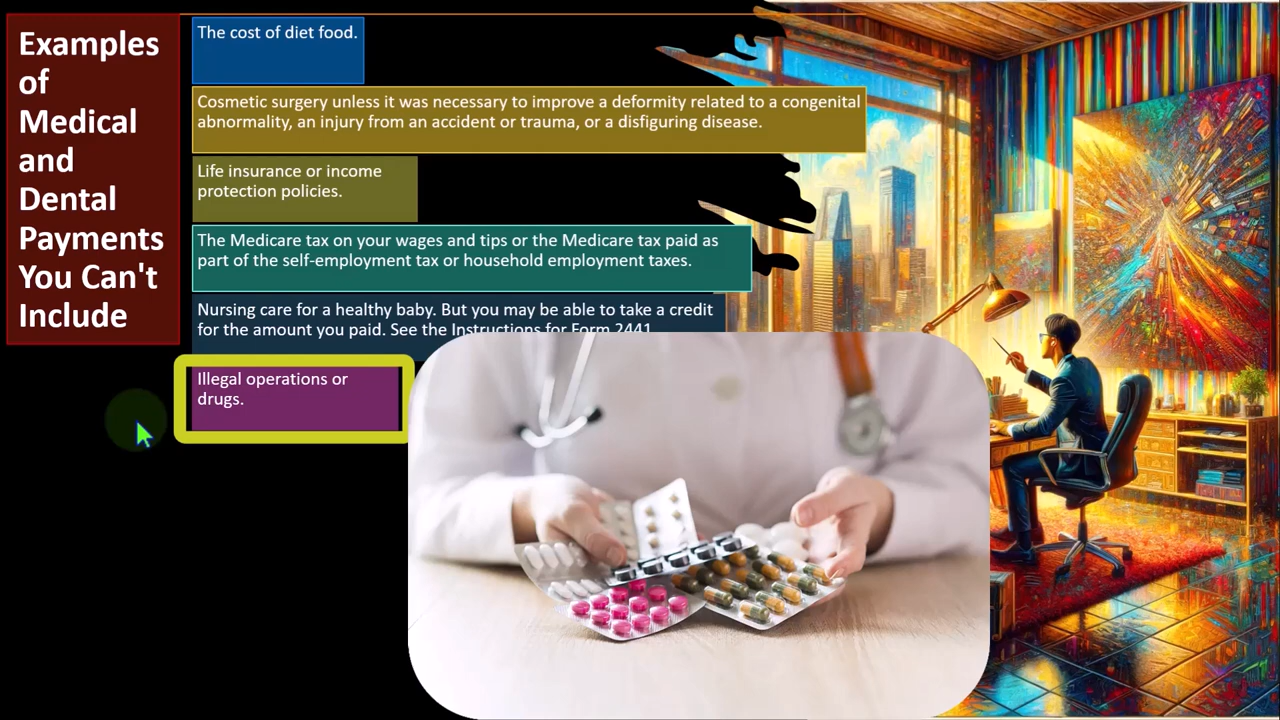 Examples
of
Medical
and
Dental
Payments
You Can't
Include
The cost of diet food.
Cosmetic surgery unless it was necessary to improve a deformity related to a congenital
abnormality, an injury from an accident or trauma, or a disfiguring disease.
Life insurance or income
protection policies.
The Medicare tax on your wages and tips or the Medicare tax paid as
part of the self-employment tax or household employment taxes.
Nursing care for a healthy baby. But you may be able to take a credit
for the amount you paid. See the Instructions for Form 2441.
Illegal operations or
drugs.